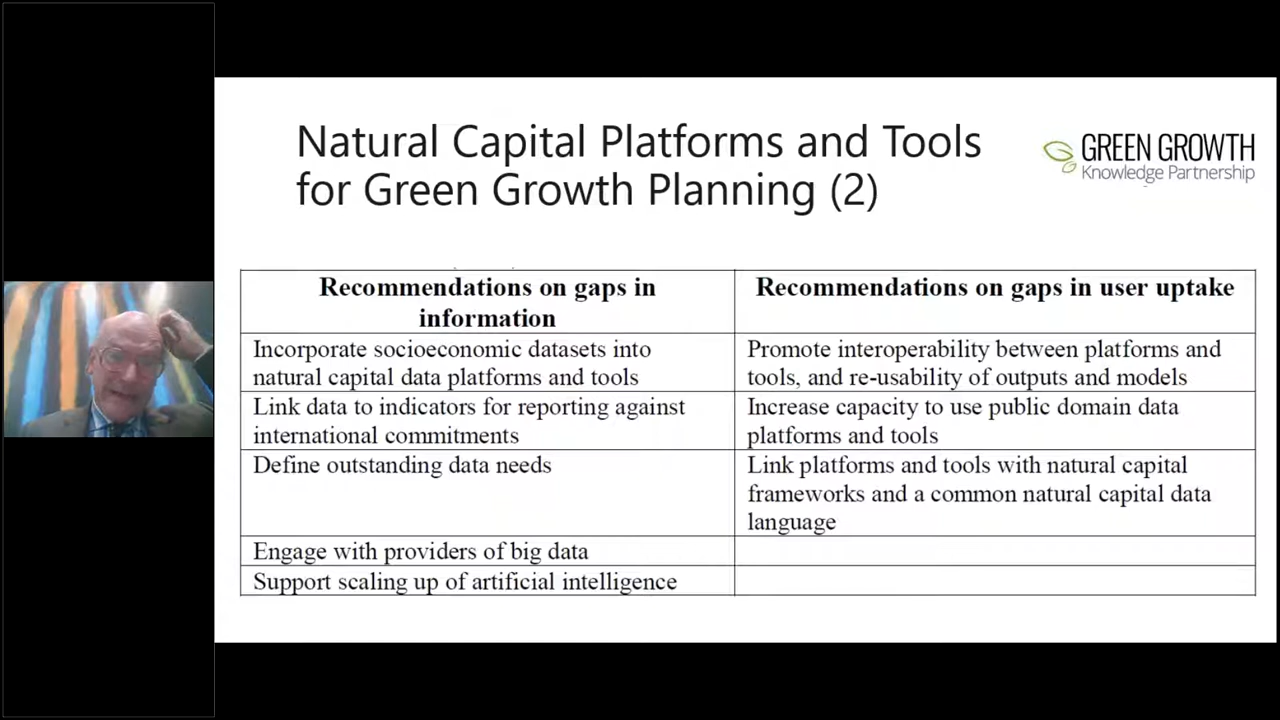 Natural Capital Platforms and Tools
for Green Growth Planning (2)
GREEN GROWTH
Knowledge Partnership
Recommendations on gaps in
information
Recommendations on gaps in user uptake
Incorporate socioeconomic datasets into
natural capital data platforms and tools
Promote interoperability between platforms and
tools, and re-usability of outputs and models
Link data to indicators for reporting against
international commitments
Increase capacity to use public domain data
platforms and tools
Define outstanding data needs
Link platforms and tools with natural capital
frameworks and a common natural capital data
language
Engage with providers of big data
Support scaling up of artificial intelligence